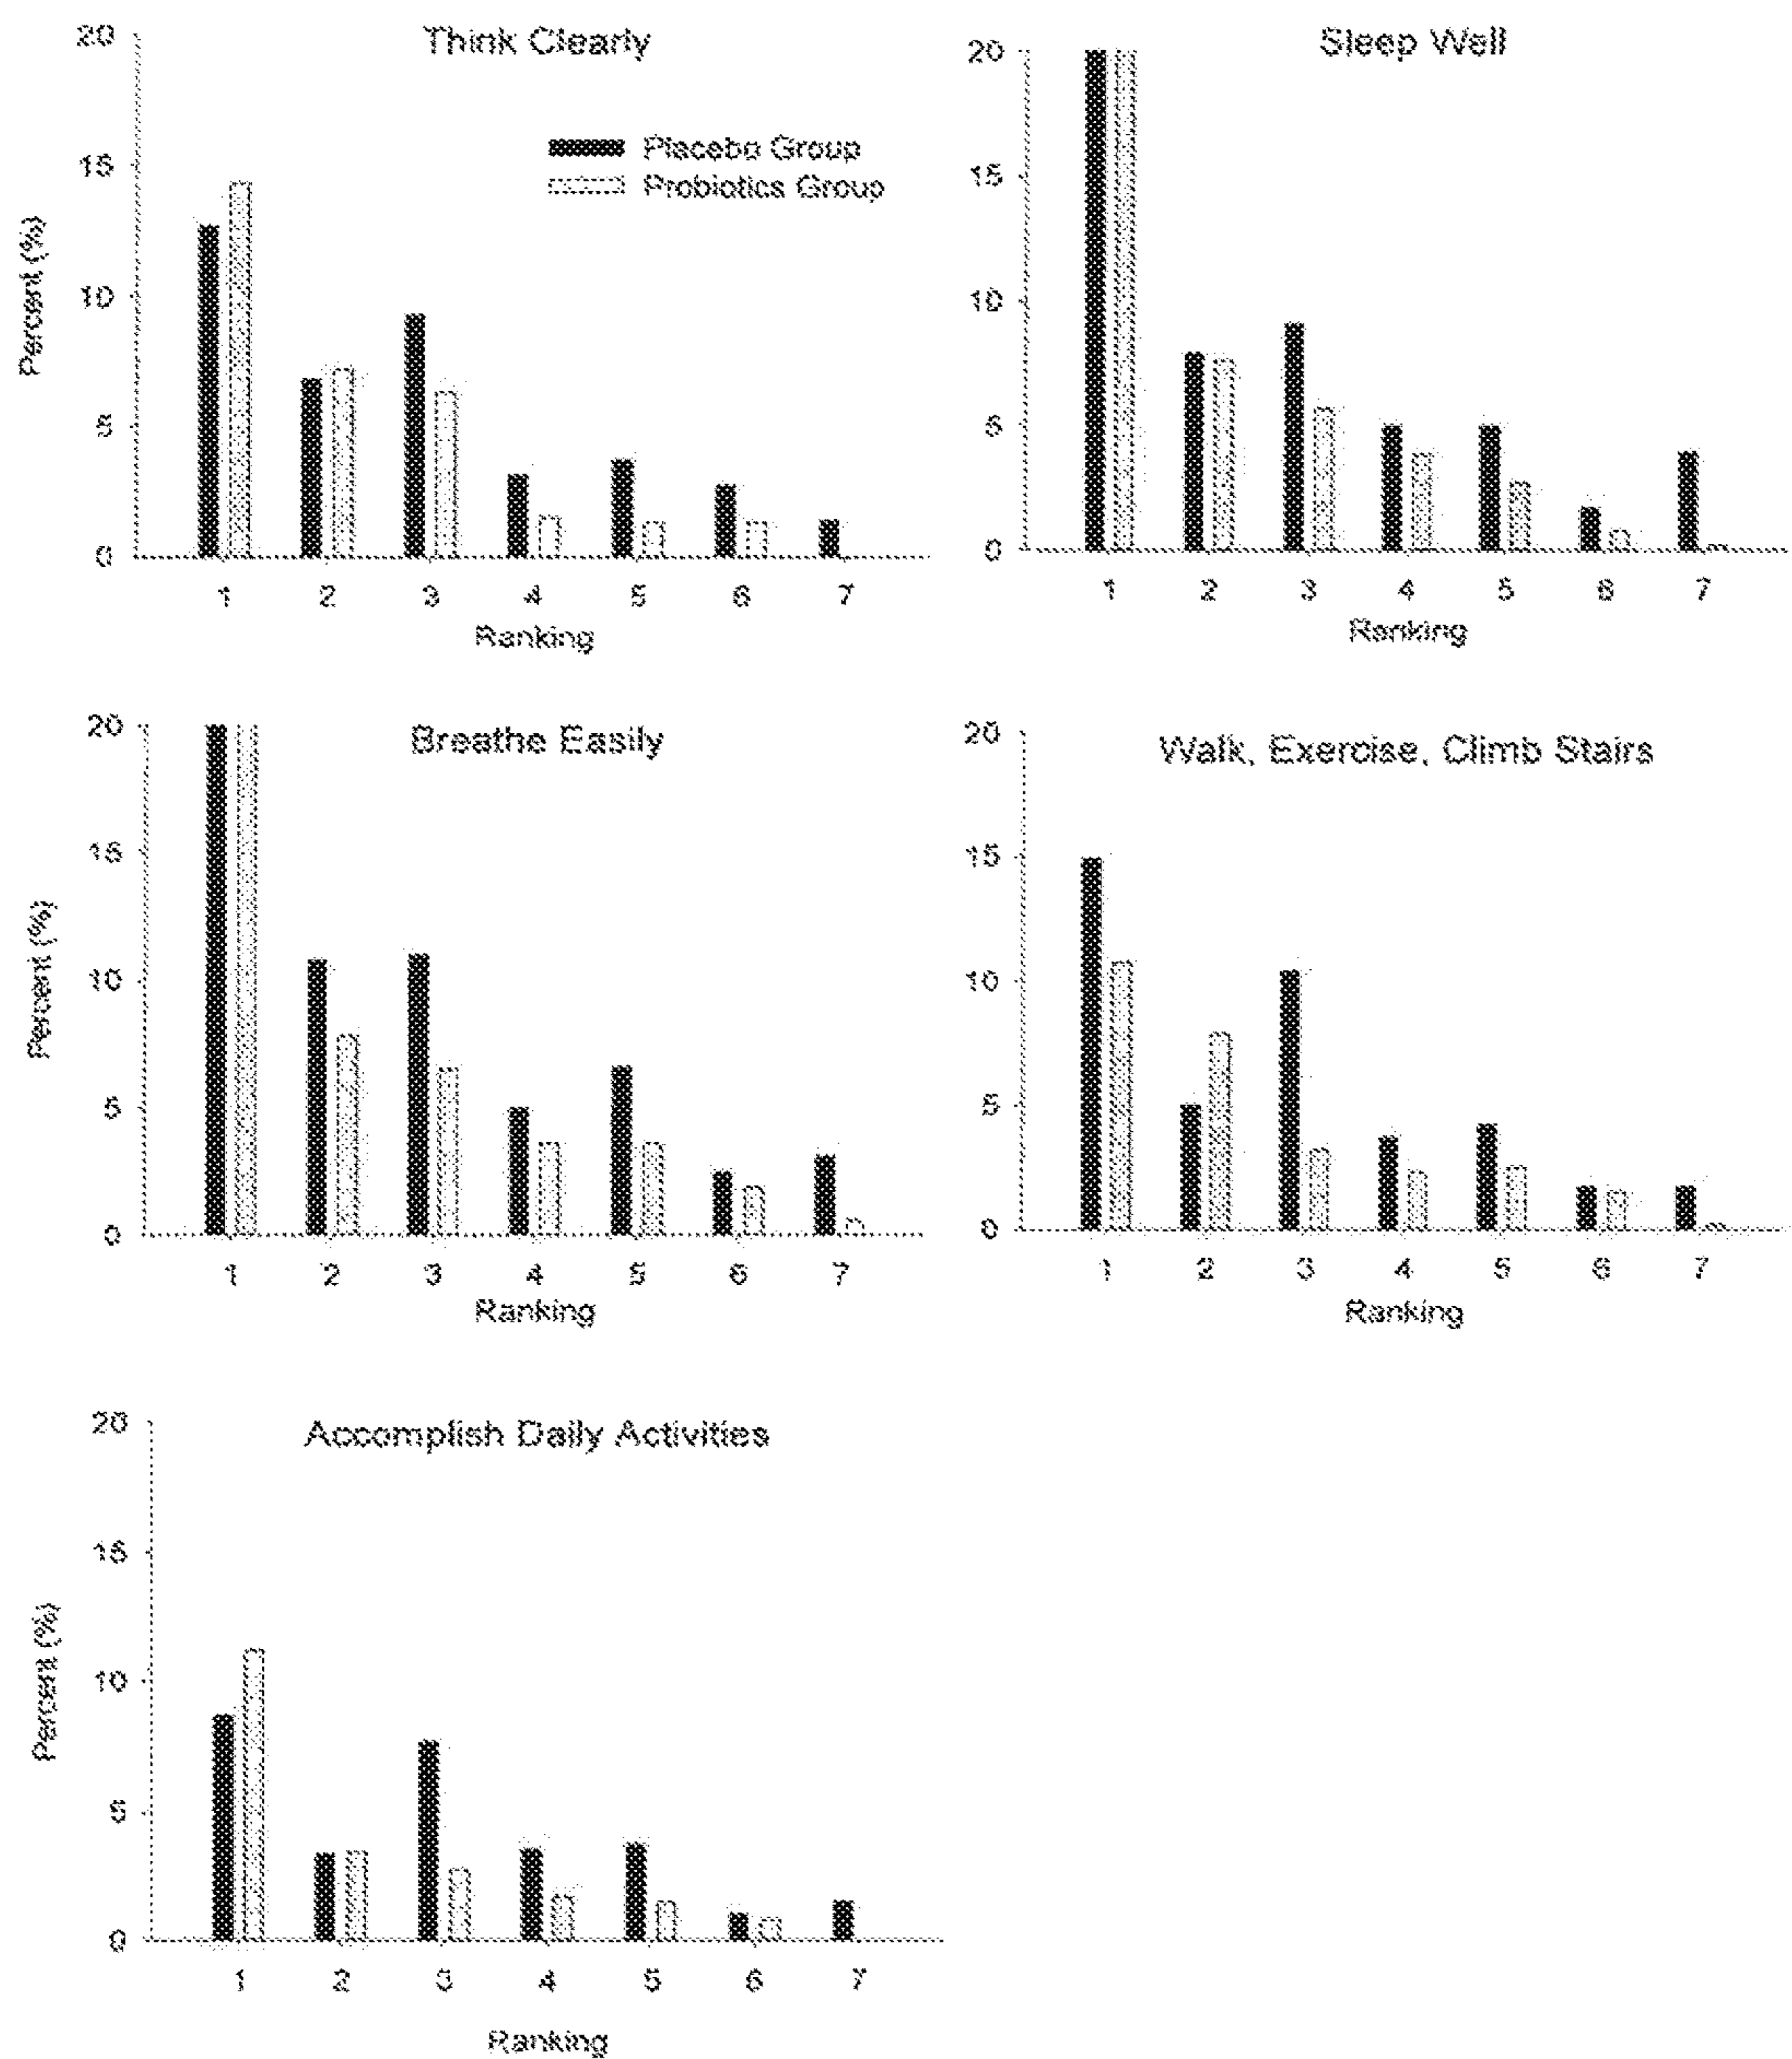 Think Clearly
Placebo Group
Probiotics Group
Percent (%)
20
15
10
5
0
1 2 3 4 5 6 7
Ranking
Sleep Well
20
15
10
5
0
1 2 3 4 5 6 7
Ranking
Breathe Easily
Percent (%)
20
15
10
5
0
1 2 3 4 5 6 7
Ranking
Walk, Exercise, Climb Stairs
20
15
10
5
0
1 2 3 4 5 6 7
Ranking
Accomplish Daily Activities
Percent (%)
20
15
10
5
0
1 2 3 4 5 6 7
Ranking